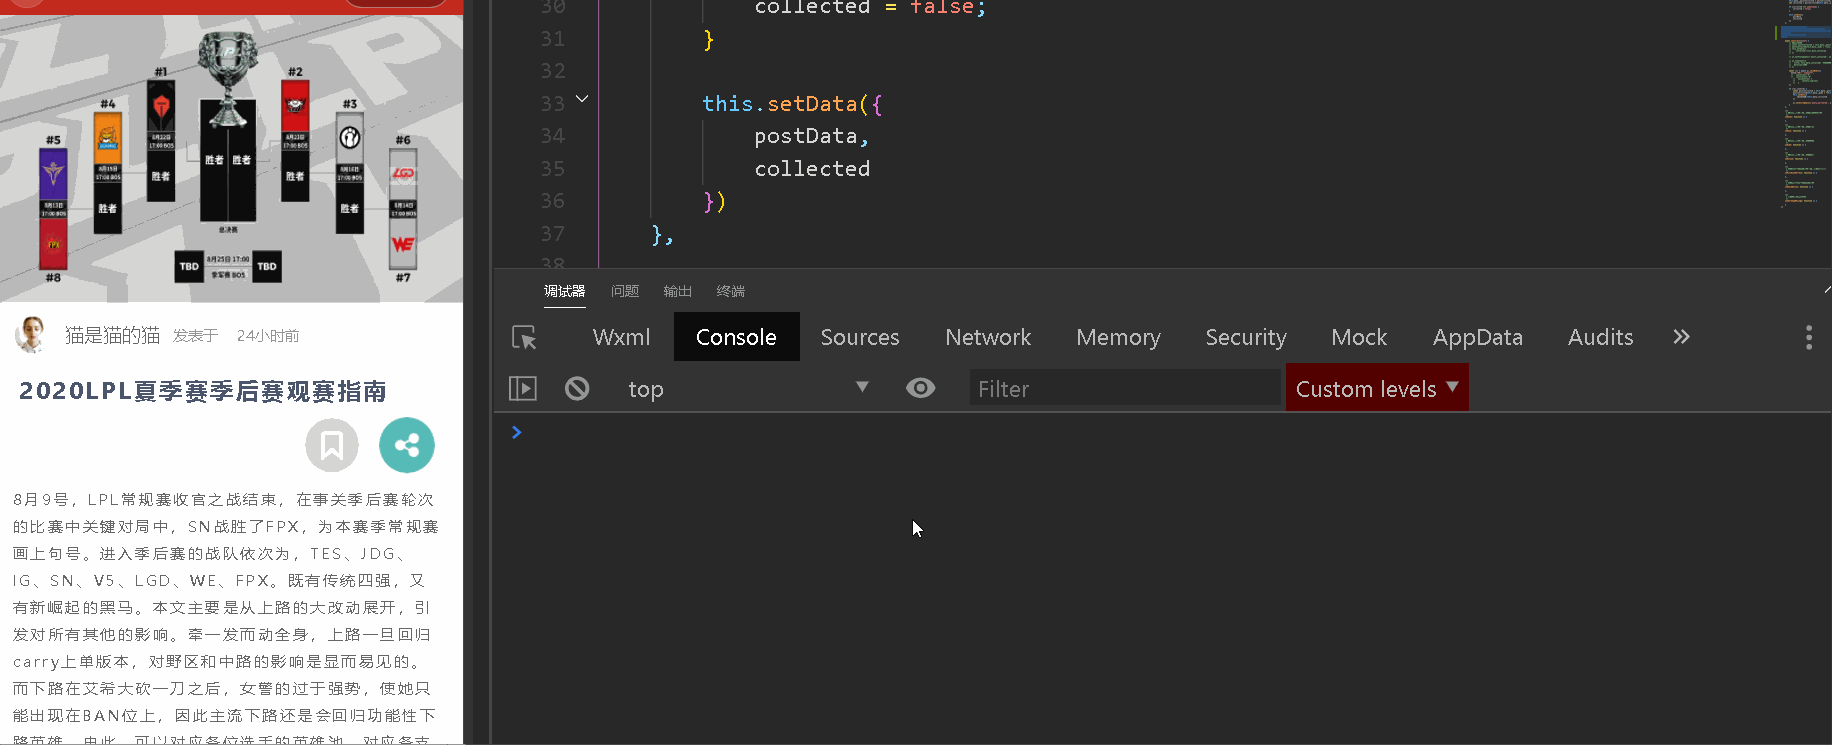 #1
#2
#4
#3
#5
#6
8月22日
17:00 BO5
8月23日
17:00 BO5
胜者 胜者
8月15日
17:00 BO5
胜者
胜者
8月16日
17:00 BO5
LGD
8月13日
17:00 BO5
胜者
胜者
8月14日
17:00 BO5
总决赛
FPX
WE
TBD
8月25日 17:00
季军赛 BO5
TBD
#8
#7
猫是猫的猫 发表于 24小时前
2020LPL夏季赛季后赛观赛指南
8月9号，LPL常规赛收官之战结束，在事关季后赛轮次
的比赛中关键对局中，SN战胜了FPX，为本赛季常规赛
画上句号。进入季后赛的战队依次为，TES、JDG、
IG、SN、V5、LGD、WE、FPX。既有传统四强，又
有新崛起的黑马。本文主要是从上路的大改动展开，引
发对所有其他的影响。牵一发而动全身，上路一旦回归
carry上单版本，对野区和中路的影响是显而易见的。
而下路在艾希大砍一刀之后，女警的过于强势，使她只
能出现在BAN位上，因此主流下路还是会回归功能性下
路英雄。由此，可以对应各位选手的英雄池，对应各支
30 collected = false;
31 }
32
33 this.setData({
34 postData,
35 collected
36 })
37 },
38
调试器 问题 输出 终端
Wxml Console Sources Network Memory Security Mock AppData Audits »
top Filter Custom levels
>